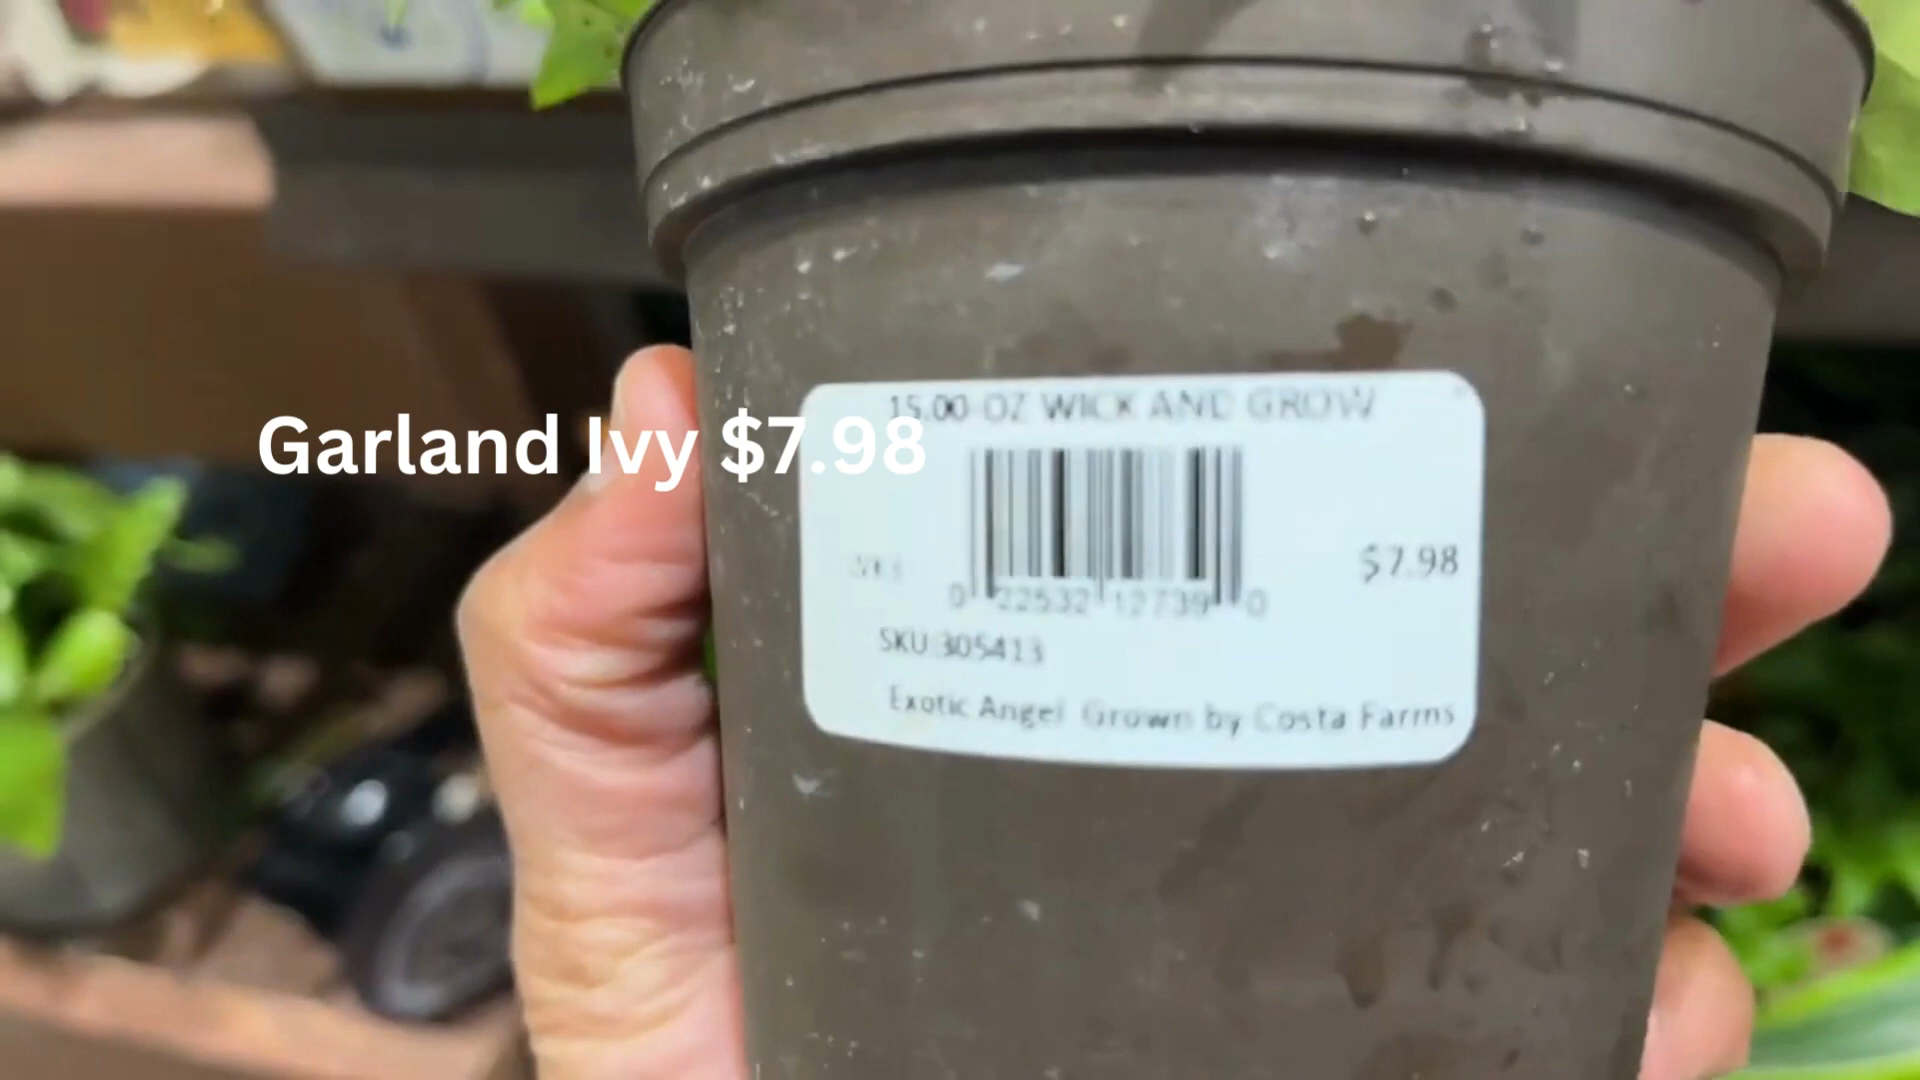 15.00 OZ WICK AND GROW
Garland Ivy $7.98
$7.98
0 22532 12739 0
SKU 305413
Exotic Angel Grown by Costa Farms